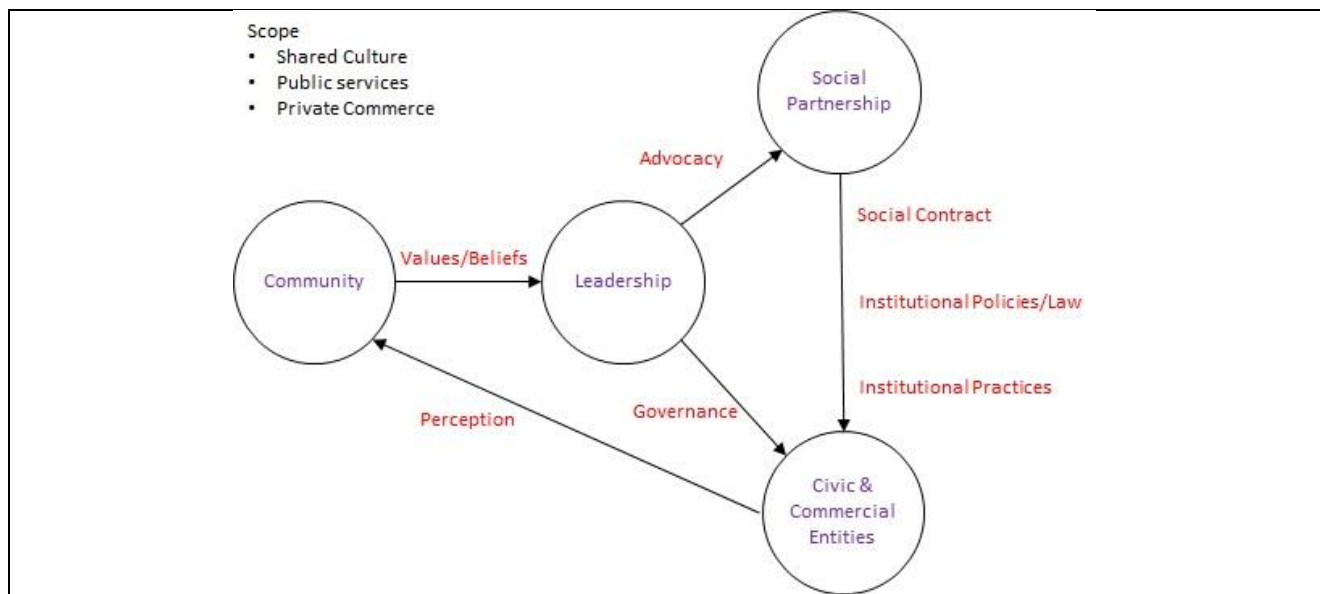 Scope
• Shared Culture
• Public services
• Private Commerce
Social
Partnership
Advocacy
Social Contract
Values/Beliefs
Community
Leadership
Institutional Policies/Law
Institutional Practices
Governance
Perception
Civic &
Commercial
Entities